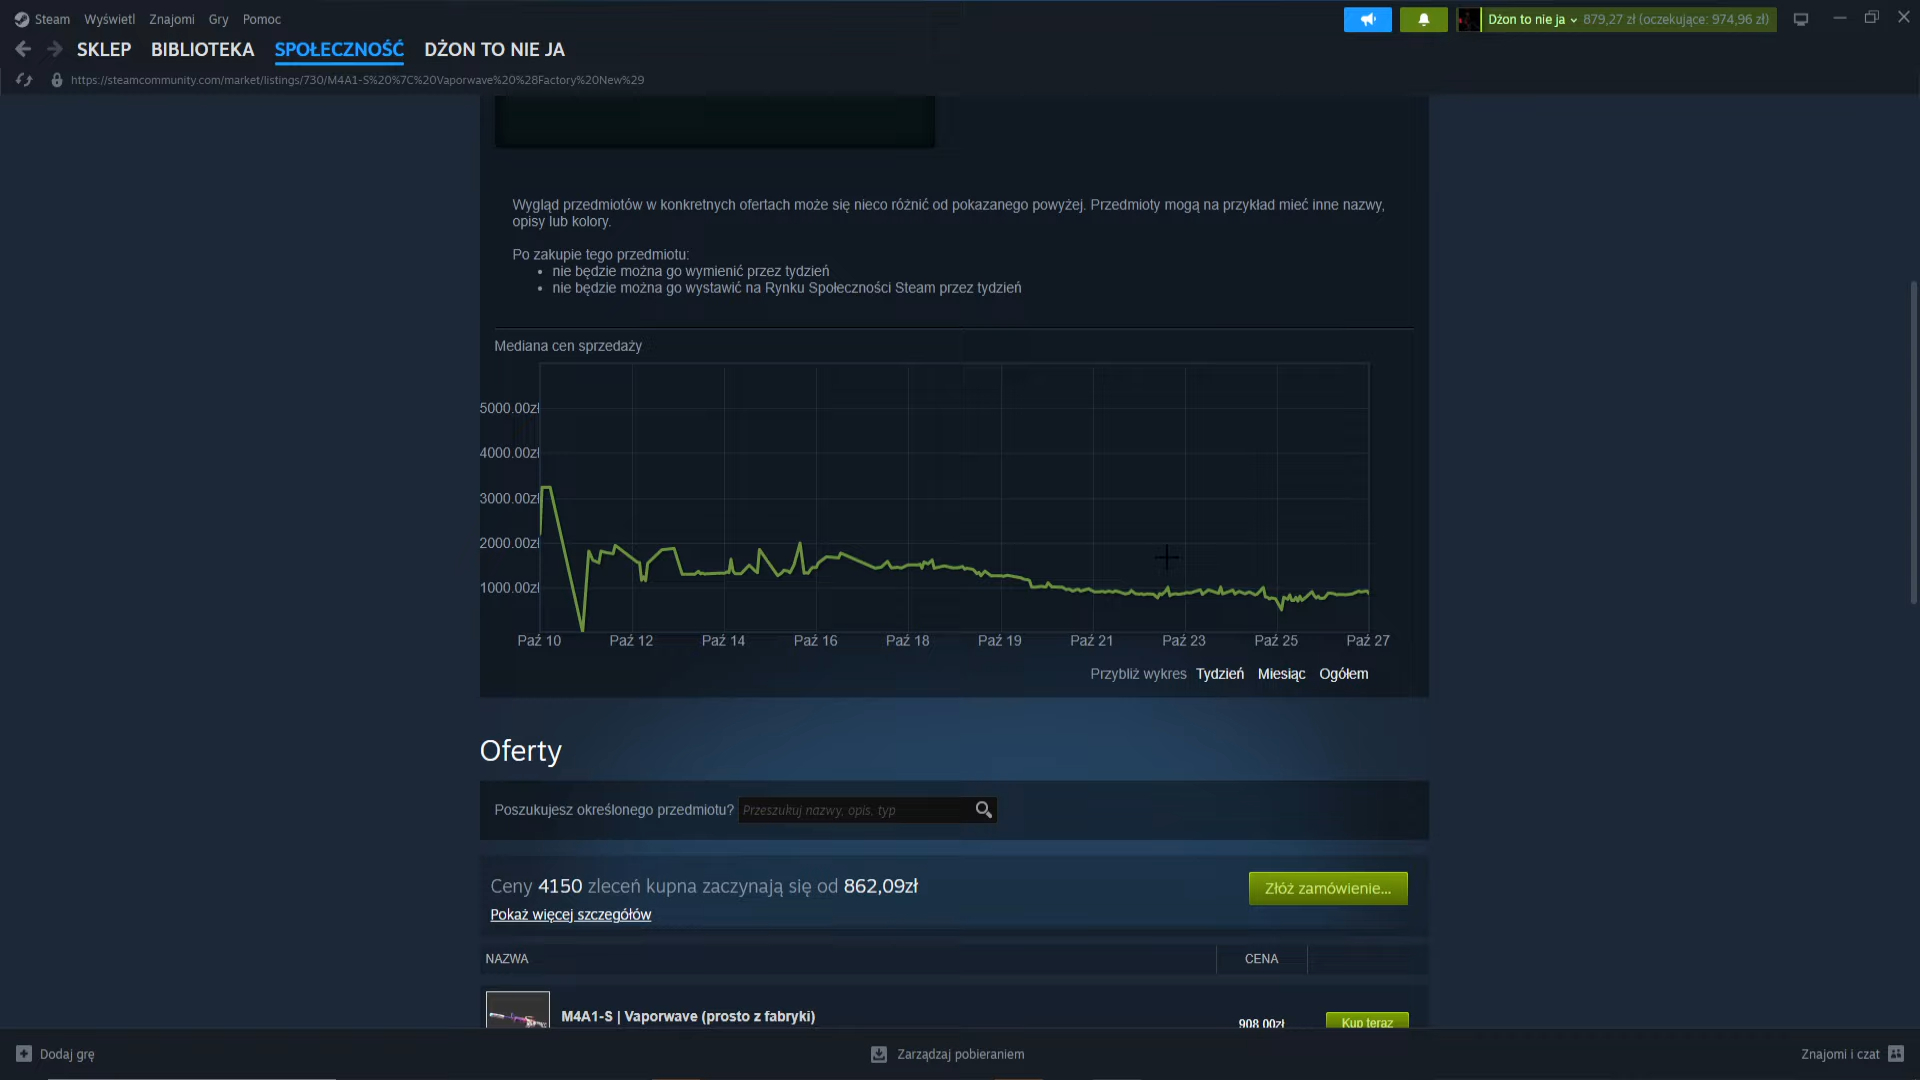 Steam Wyświetl Znajomi Gry Pomoc
Dżon to nie ja 879,27 zł (oczekujące: 974,96 zł)
SKLEP BIBLIOTEKA SPOŁECZNOŚĆ DŻON TO NIE JA
https://steamcommunity.com/market/listings/730/M4A1-S%20%7C%20Vaporwave%20%28Factory%20New%29
Wygląd przedmiotów w konkretnych ofertach może się nieco różnić od pokazanego powyżej. Przedmioty mogą na przykład mieć inne nazwy,
opisy lub kolory.
Po zakupie tego przedmiotu:
• nie będzie można go wymienić przez tydzień
• nie będzie można go wystawić na Rynku Społeczności Steam przez tydzień
Mediana cen sprzedaży
5000.00zł
4000.00zł
3000.00zł
2000.00zł
1000.00zł
Paź 10 Paź 12 Paź 14 Paź 16 Paź 18 Paź 19 Paź 21 Paź 23 Paź 25 Paź 27
Przybliż wykres Tydzień Miesiąc Ogółem
Oferty
Poszukujesz określonego przedmiotu? Przeszukuj nazwy, opis, typ
Ceny 4150 zleceń kupna zaczynają się od 862,09zł
Złóż zamówienie...
Pokaż więcej szczegółów
NAZWA CENA
M4A1-S | Vaporwave (prosto z fabryki)
908,00zł Kup teraz
Dodaj grę Zarządzaj pobieraniem Znajomi i czat